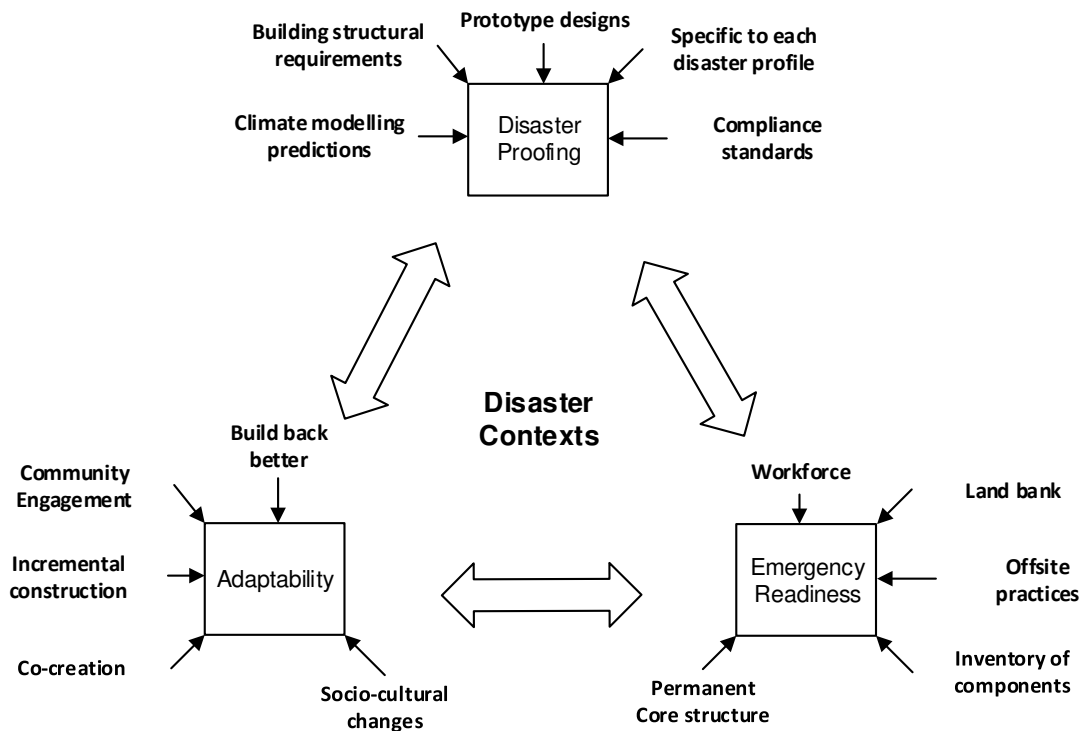 Prototype designs
Building structural
requirements
Specific to each
disaster profile
Climate modelling
predictions
Disaster
Proofing
Compliance
standards
Disaster
Contexts
Build back
better
Community
Engagement
Incremental
construction
Adaptability
Co-creation
Socio-cultural
changes
Workforce
Land bank
Emergency
Readiness
Offsite
practices
Permanent
Core structure
Inventory of
components